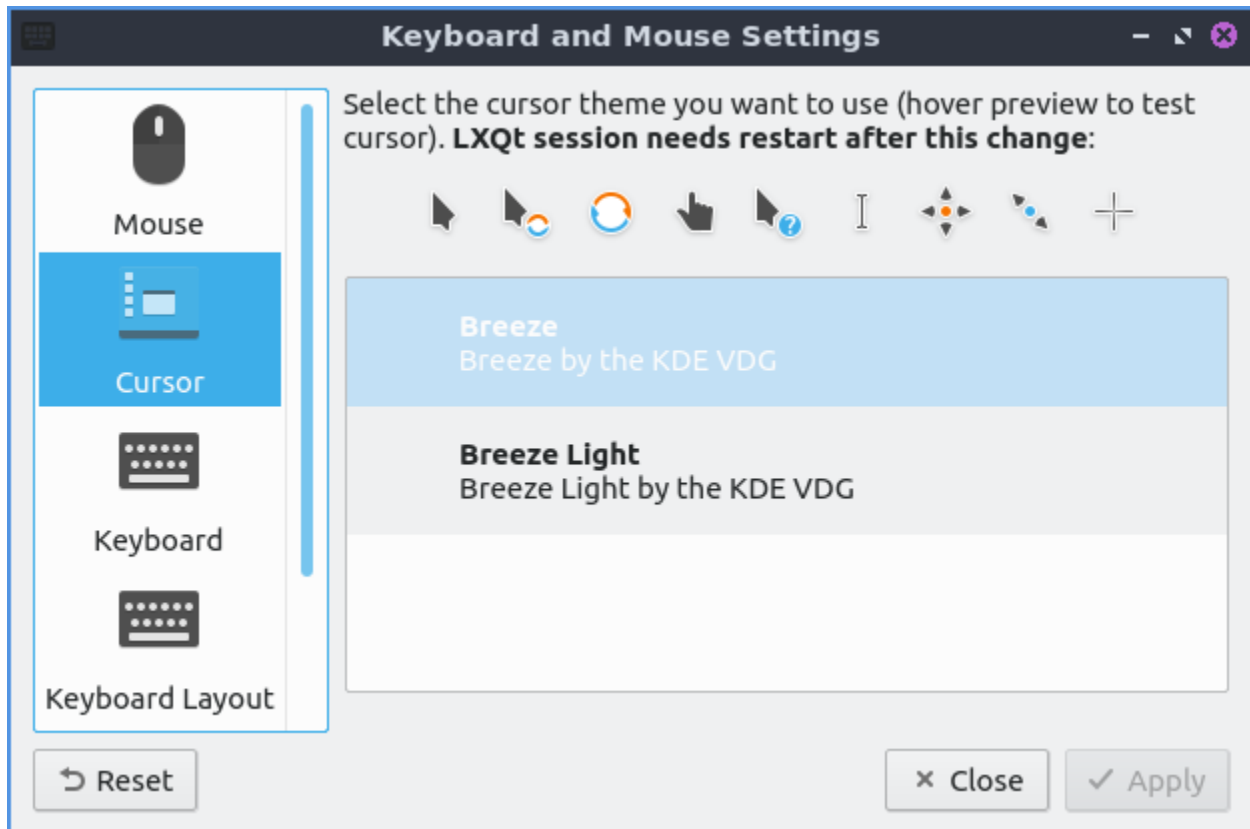 Keyboard and Mouse Settings
Mouse
Cursor
Keyboard
Keyboard Layout
Select the cursor theme you want to use (hover preview to test
cursor). LXQt session needs restart after this change:
Breeze
Breeze by the KDE VDG
Breeze Light
Breeze Light by the KDE VDG
Reset
Close
Apply